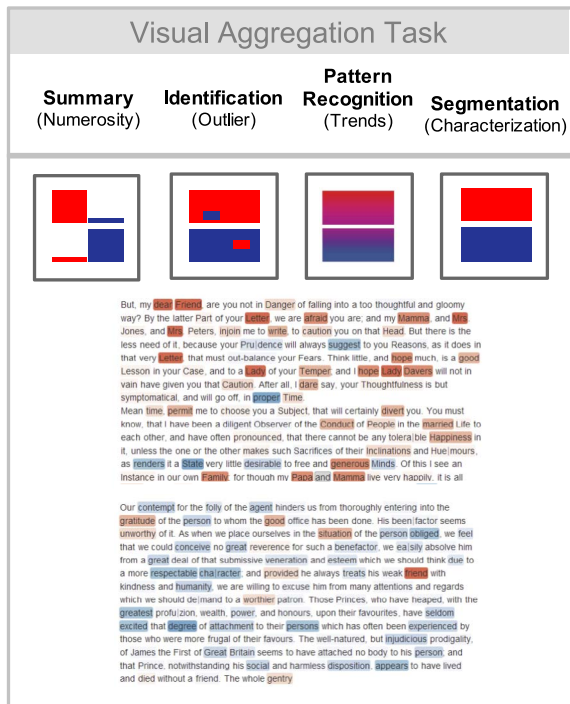 Visual Aggregation Task
Summary
(Numerosity)
Identification
(Outlier)
Pattern
Recognition
(Trends)
Segmentation
(Characterization)
But, my dear Friend, are you not in Danger of falling into a too thoughtful and gloomy
way? By the latter Part of your Letter, we are afraid you are; and my Mamma, and Mrs.
Jones, and Mrs. Peters, injoin me to write, to caution you on that Head. But there is the
less need of it, because your Pru|dence will always suggest to you Reasons, as it does in
that very Letter, that must out-balance your Fears. Think little, and hope much, is a good
Lesson in your Case, and to a Lady of your Temper; and I hope Lady Davers will not in
vain have given you that Caution. After all, I dare say, your Thoughtfulness is but
symptomatical, and will go off, in proper Time.
Mean time, permit me to choose you a Subject, that will certainly divert you. You must
know, that I have been a diligent Observer of the Conduct of People in the married Life to
each other, and have often pronounced, that there cannot be any tolera|ble Happiness in
it, unless the one or the other makes such Sacrifices of their Inclinations and Hu|mours,
as renders it a State very little desirable to free and generous Minds. Of this I see an
Instance in our own Family; for though my Papa and Mamma live very happily, it is all
Our contempt for the folly of the agent hinders us from thoroughly entering into the
gratitude of the person to whom the good office has been done. His bene|factor seems
unworthy of it. As when we place ourselves in the situation of the person obliged, we feel
that we could conceive no great reverence for such a benefactor, we ea|sily absolve him
from a great deal of that submissive veneration and esteem which we should think due to
a more respectable cha|racter; and provided he always treats his weak friend with
kindness and humanity, we are willing to excuse him from many attentions and regards
which we should de|mand to a worthier patron. Those Princes, who have heaped, with the
greatest profu|zion, wealth, power, and honours, upon their favourites, have seldom
excited that degree of attachment to their persons which has often been experienced by
those who were more frugal of their favours. The well-natured, but injudicious prodigality,
of James the First of Great Britain seems to have attached no body to his person; and
that Prince, notwithstanding his social and harmless disposition, appears to have lived
and died without a friend. The whole gentry